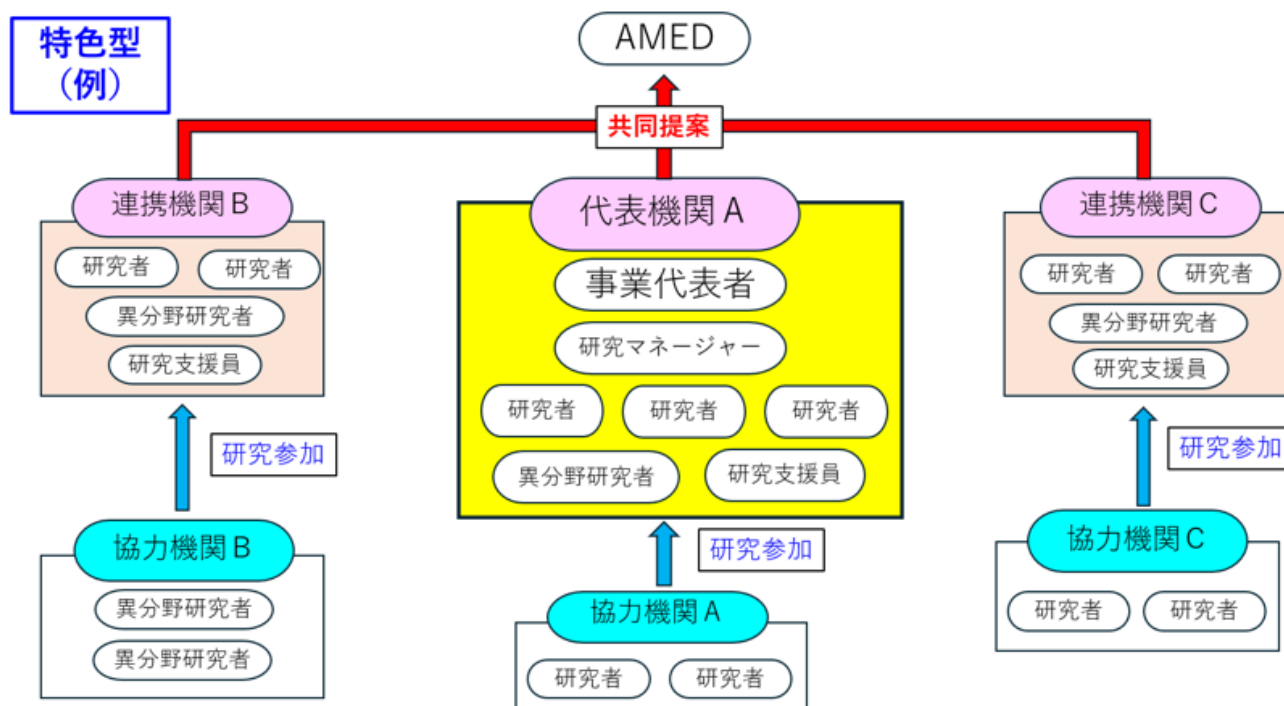 特色型
（例）
AMED
共同提案
連携機関B
研究者
研究者
異分野研究者
研究支援員
研究参加
協力機関B
異分野研究者
異分野研究者
代表機関A
事業代表者
研究マネージャー
研究者
研究者
研究者
異分野研究者
研究支援員
研究参加
協力機関A
研究者
研究者
連携機関C
研究者
研究者
異分野研究者
研究支援員
研究参加
協力機関C
研究者
研究者